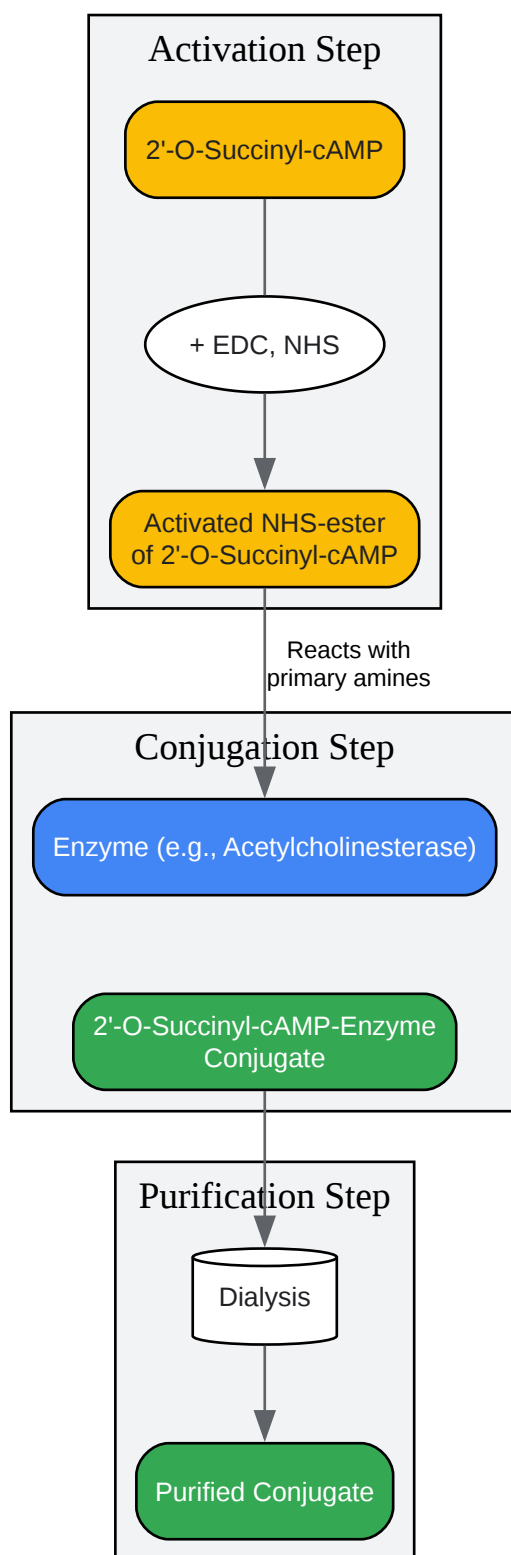 Activation Step
2'-O-Succinyl-cAMP
+ EDC, NHS
Activated NHS-ester
of 2'-O-Succinyl-cAMP
Reacts with
primary amines
Conjugation Step
Enzyme (e.g., Acetylcholinesterase)
2'-O-Succinyl-cAMP-Enzyme
Conjugate
Purification Step
Dialysis
Purified Conjugate